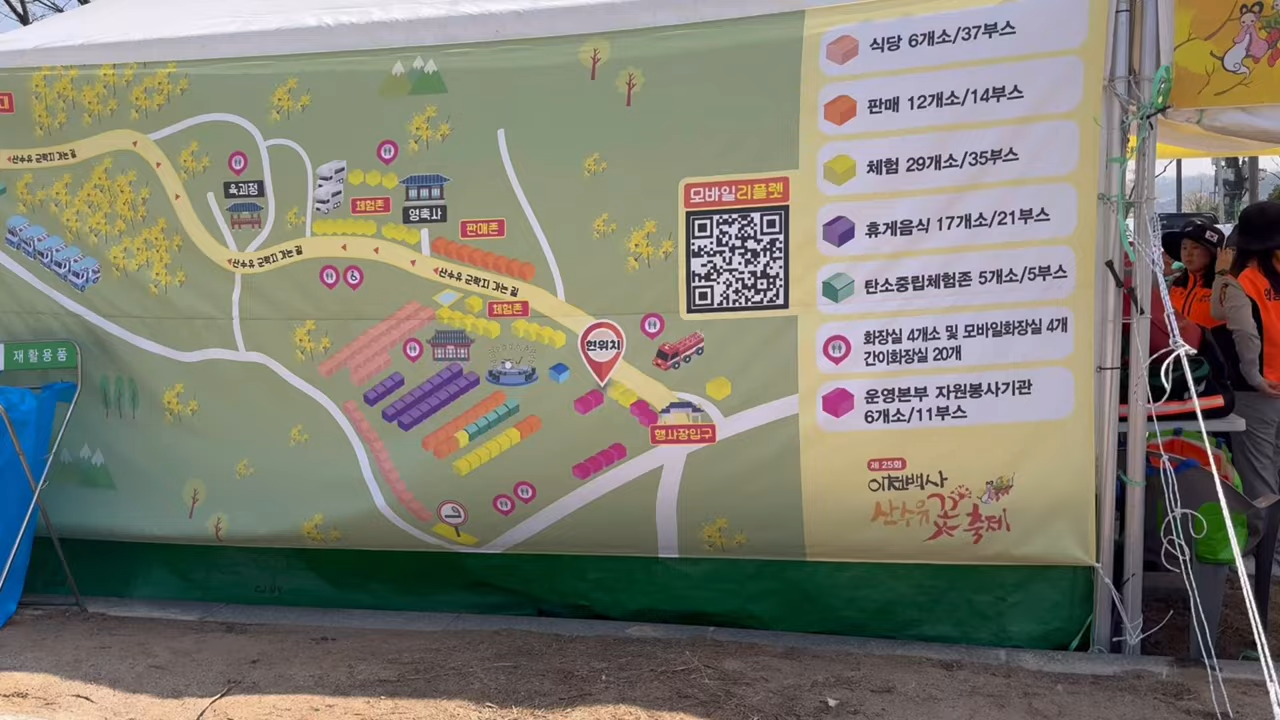 산수유 군락지 가는길
육괴정
체험존
영축사
판매존
산수유 군락지 가는길
산수유 군락지 가는길
체험존
현위치
행사장입구
모바일리플렛
식당 6개소/37부스
판매 12개소/14부스
체험 29개소/35부스
휴게음식 17개소/21부스
탄소중립체험존 5개소/5부스
화장실 4개소 및 모바일화장실 4개
간이화장실 20개
운영본부 자원봉사기관
6개소/11부스
제 25회
이천백사
산수유꽃축제
재활용품